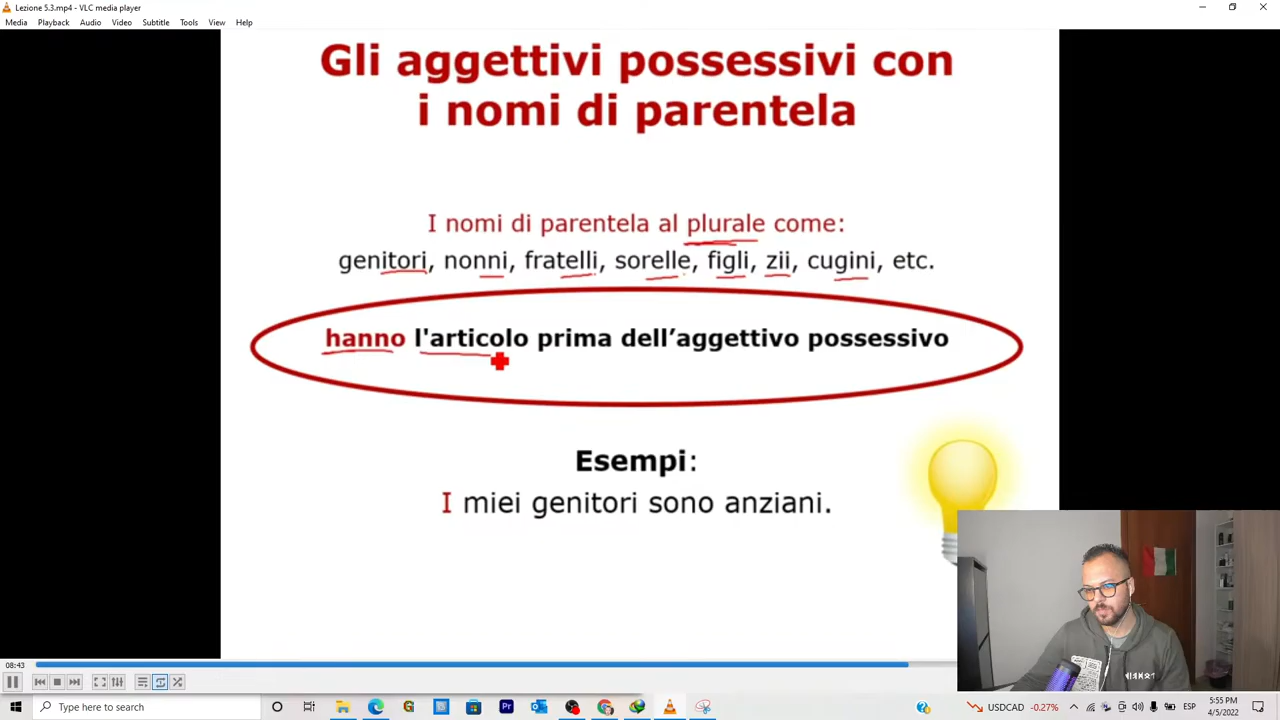 Lezione 5.3.mp4 - VLC media player
Media Playback Audio Video Subtitle Tools View Help
Gli aggettivi possessivi con
i nomi di parentela
I nomi di parentela al plurale come:
genitori, nonni, fratelli, sorelle, figli, zii, cugini, etc.
hanno l'articolo prima dell’aggettivo possessivo
Esempi:
I miei genitori sono anziani.
08:43
Type here to search
USDCAD -0.27%
ESP
5:55 PM
4/5/2022